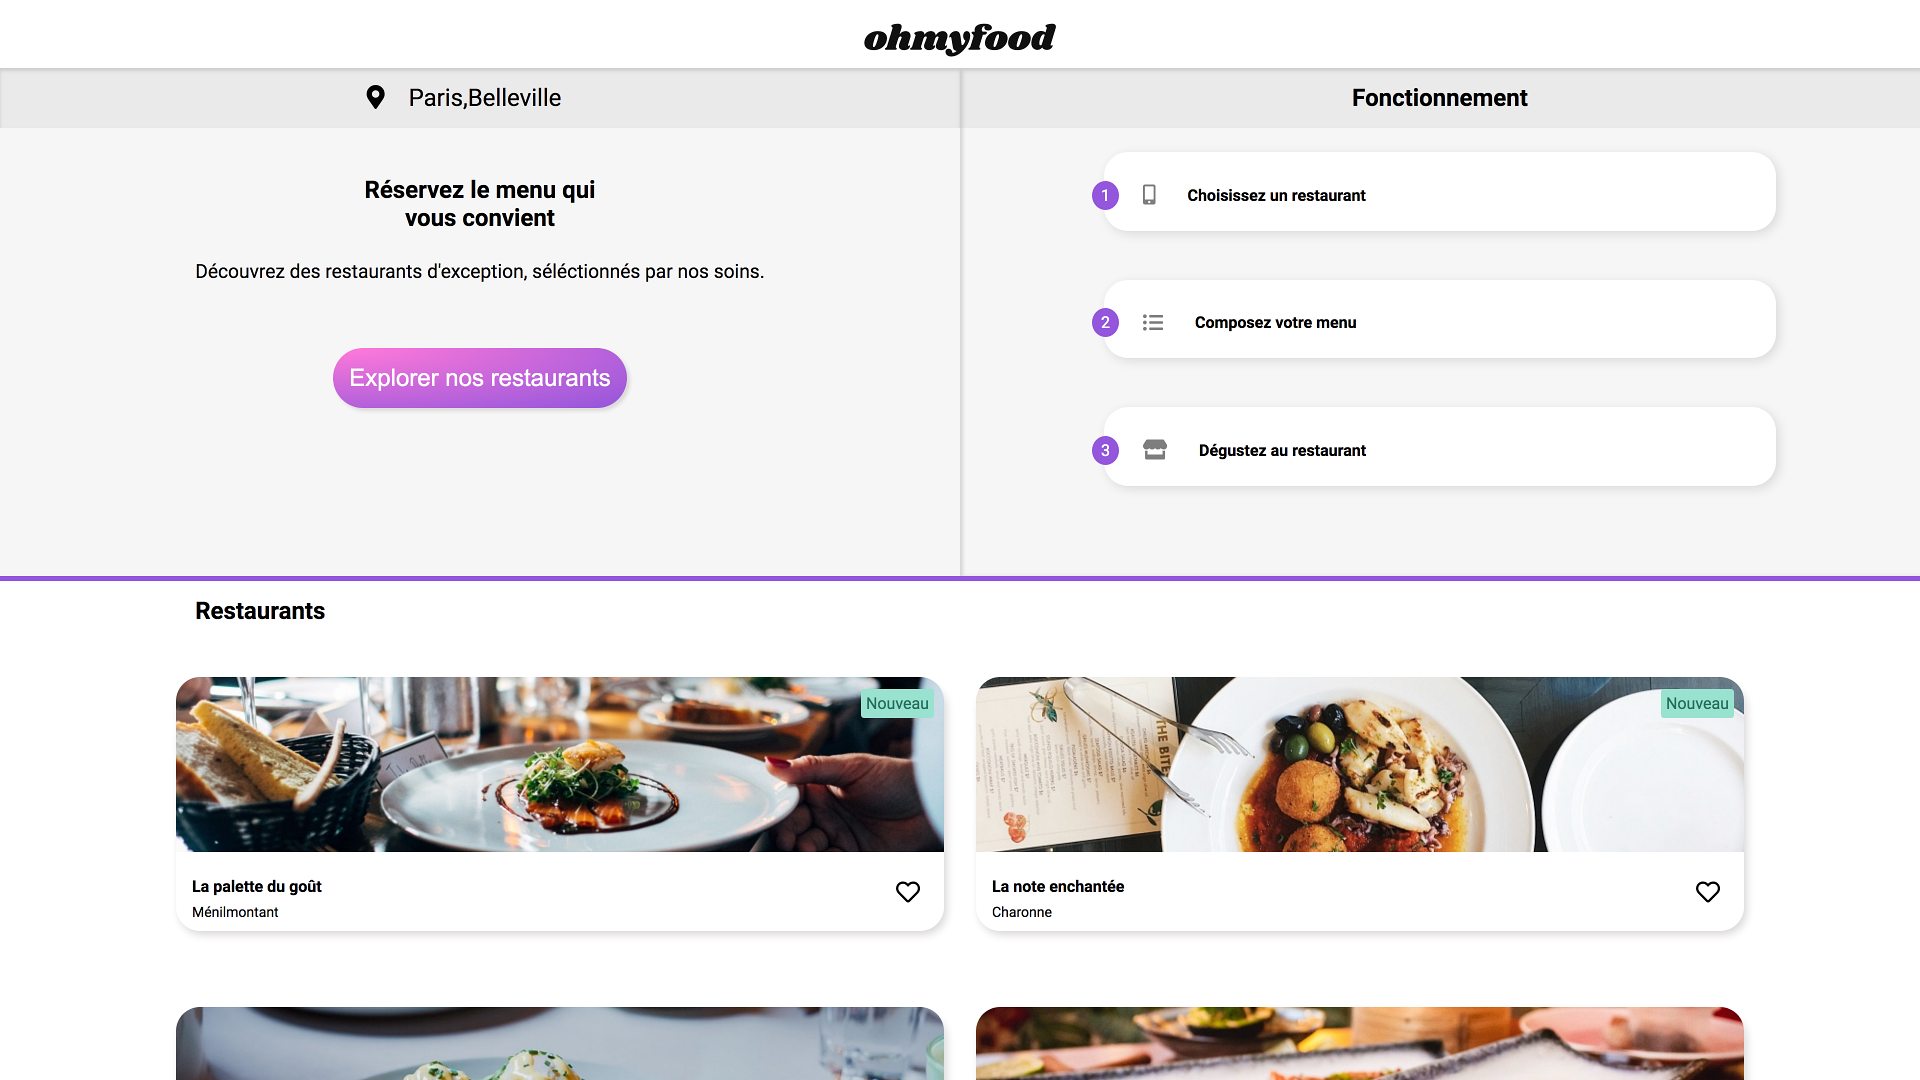 ohmyfood
Paris,Belleville
Réservez le menu qui
vous convient
Découvrez des restaurants d'exception, séléctionnés par nos soins.
Explorer nos restaurants
Fonctionnement
1 Choisissez un restaurant
2 Composez votre menu
3 Dégustez au restaurant
Restaurants
Nouveau
La palette du goût
Ménilmontant
Nouveau
THE BITE
La note enchantée
Charonne